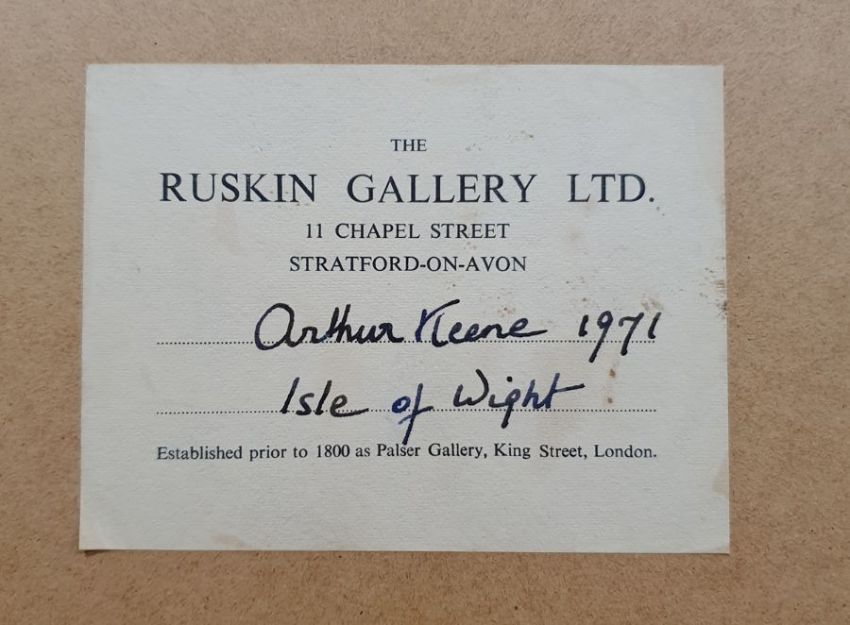 THE
RUSKIN GALLERY LTD.
11 CHAPEL STREET
STRATFORD-ON-AVON
Arthur Keene 1971
Isle of Wight
Established prior to 1800 as Palser Gallery, King Street, London.